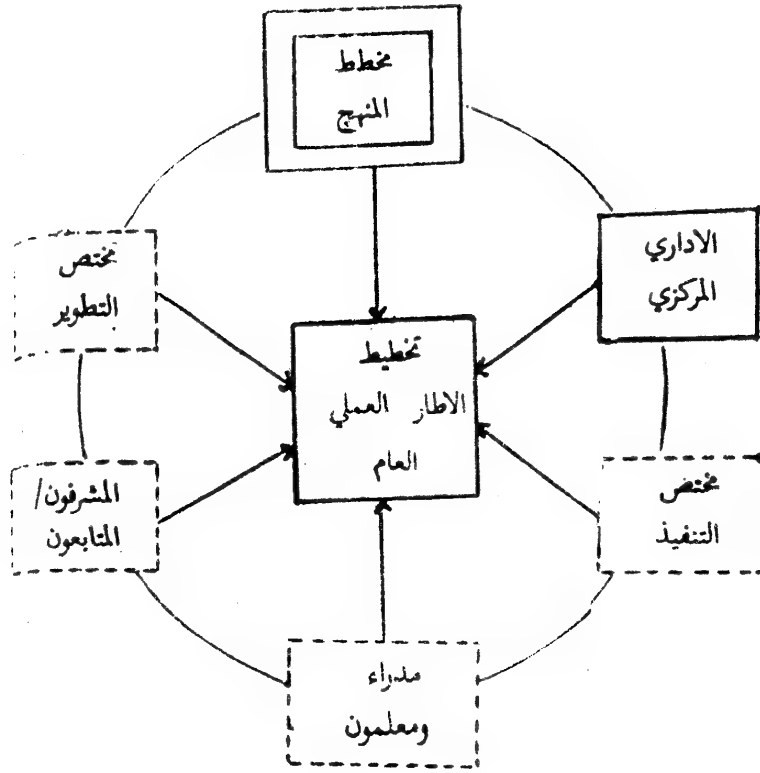 مخطط
المنهج
الاداري
المركزي
مختص
التطوير
تخطيط
الاطار العملي
العام
مختص
التنفيذ
المشرفون/
المتابعون
مدراء
ومعلمون